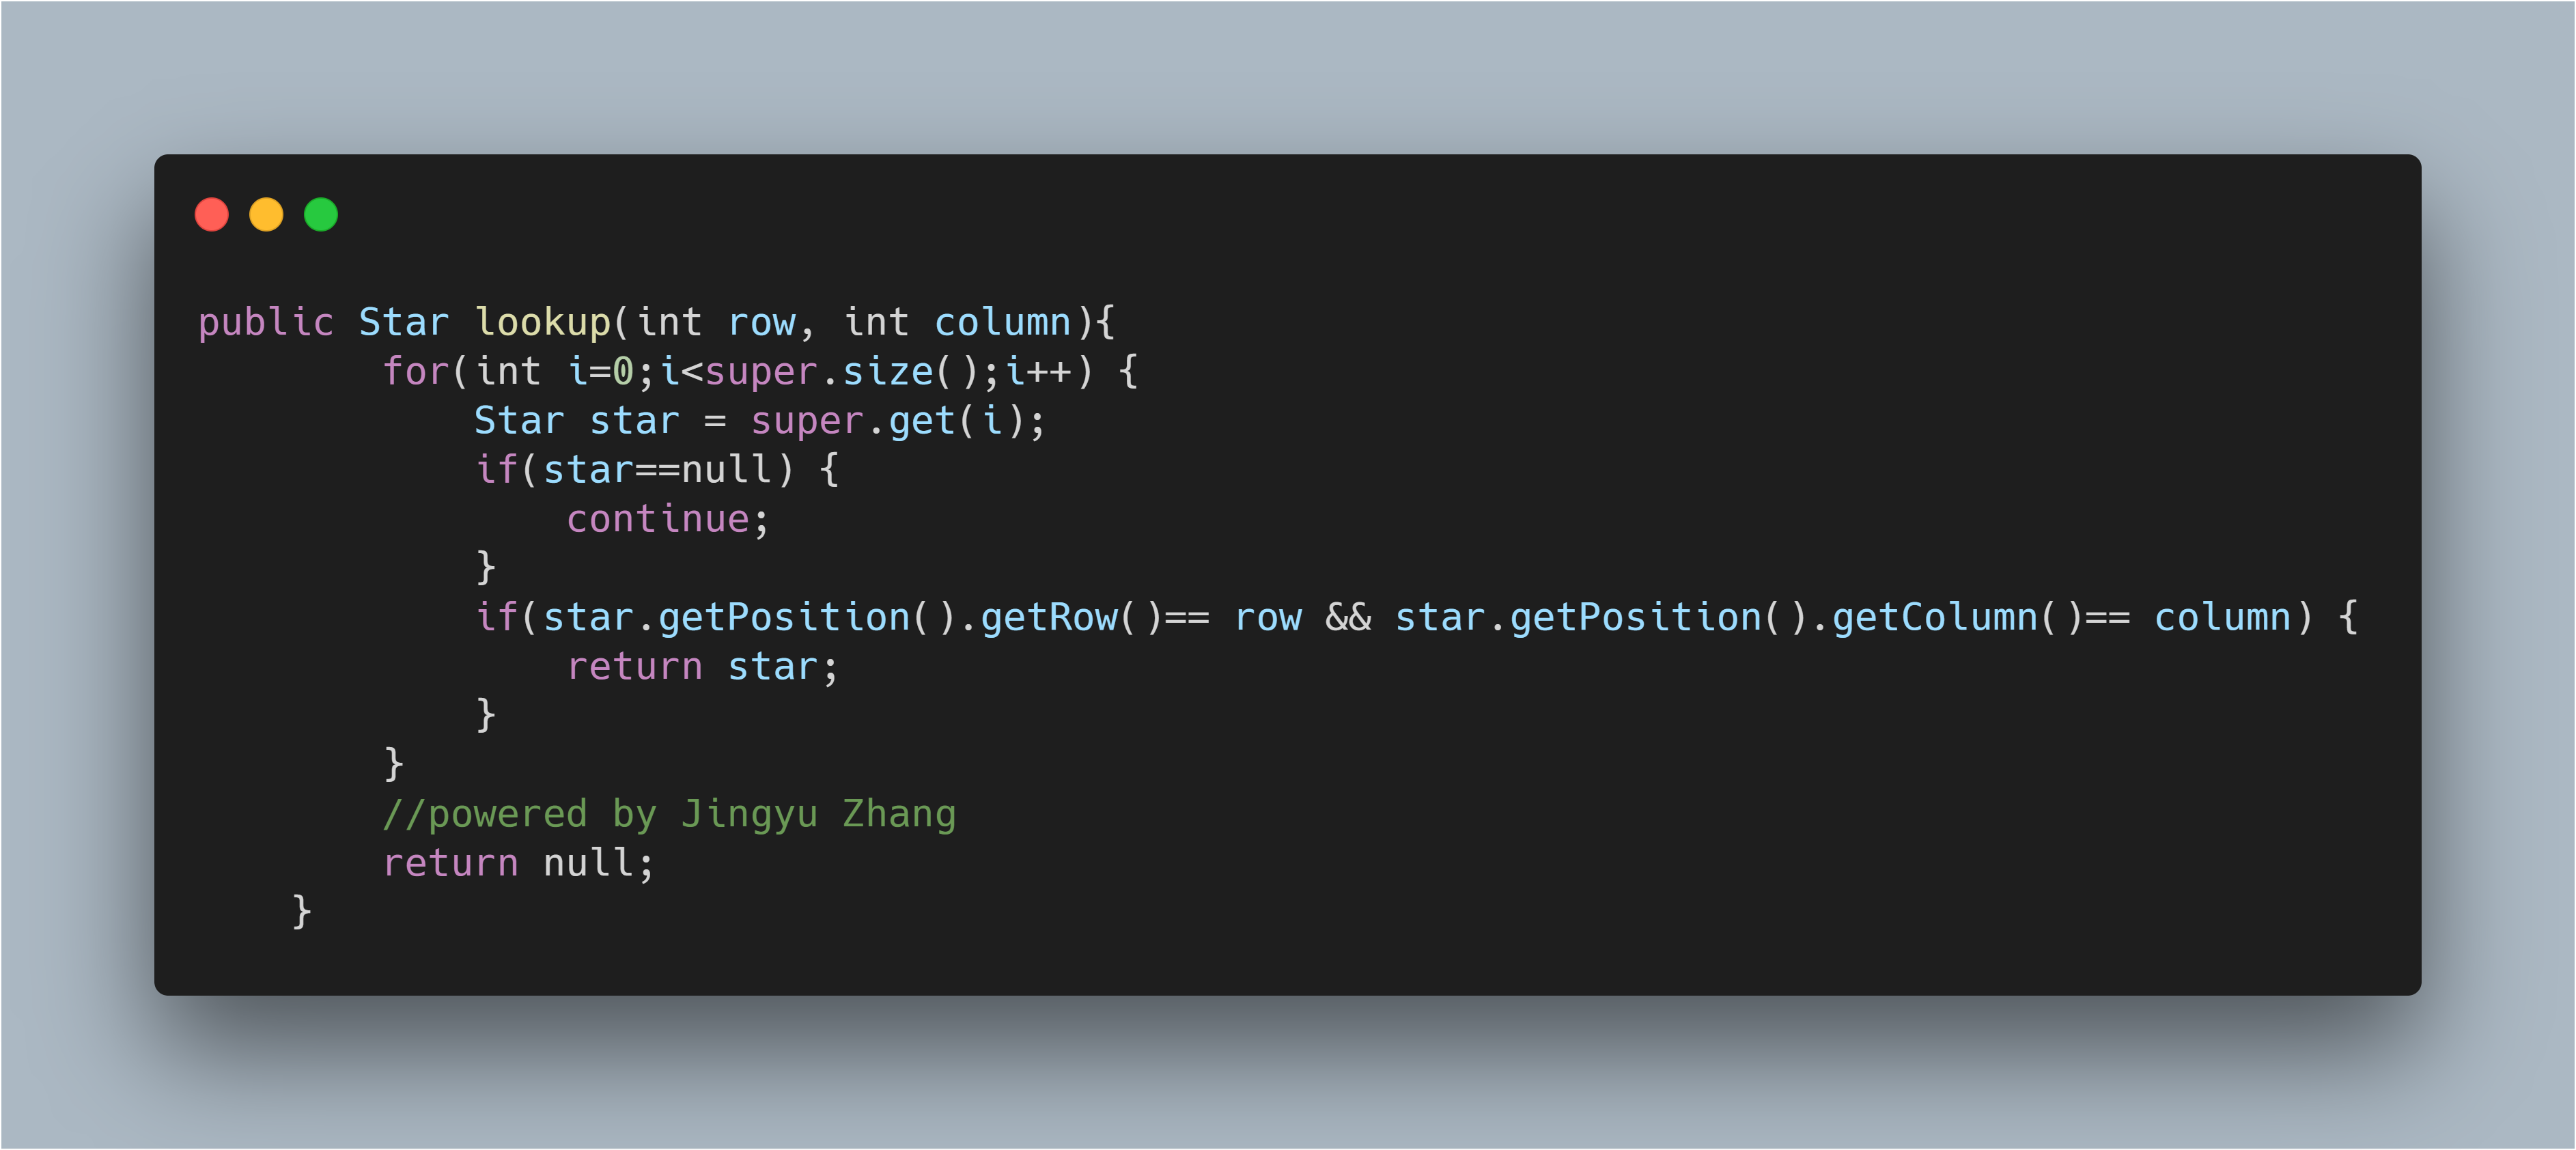 public Star lookup(int row, int column){
        for(int i=0;i<super.size();i++) {
            Star star = super.get(i);
            if(star==null) {
                continue;
            }
            if(star.getPosition().getRow()== row && star.getPosition().getColumn()== column) {
                return star;
            }
        }
        //powered by Jingyu Zhang
        return null;
    }